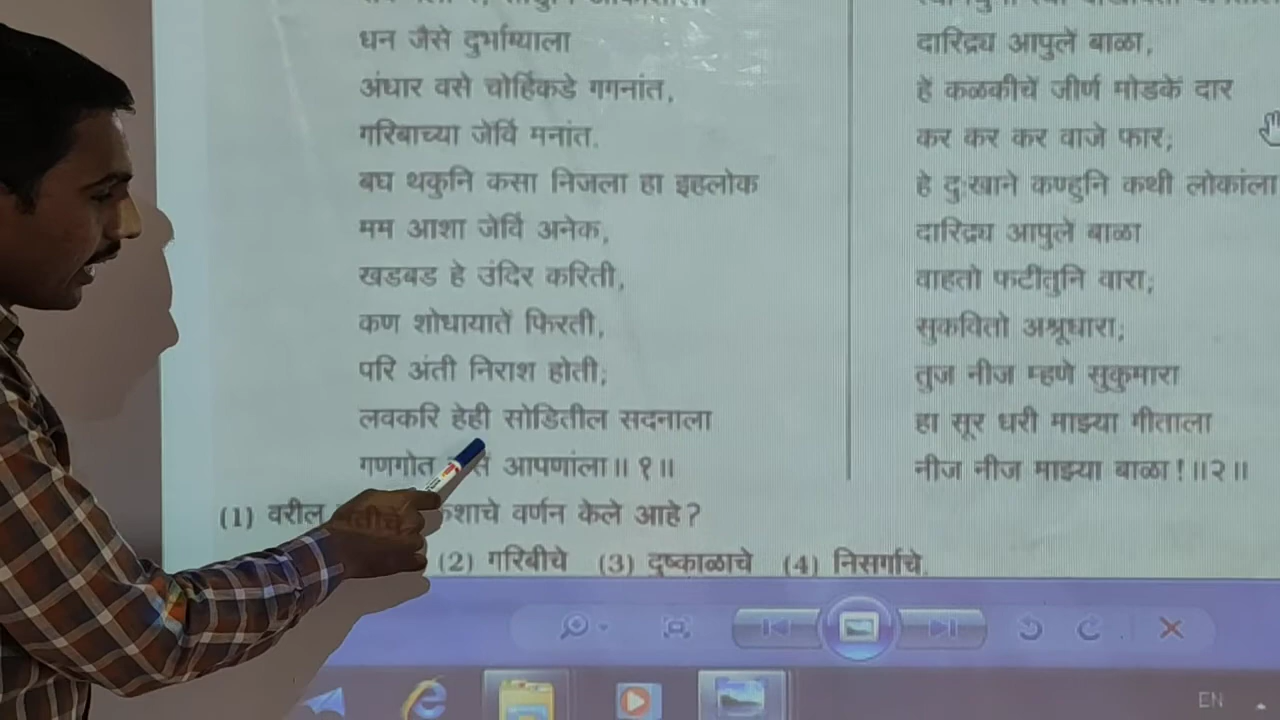 धन जैसे दुर्भाग्याला
अंधार वसे चोहिंकडे गगनांत,
गरिबाच्या जेविं मनांत.
बघ थकुनि कसा निजला हा इहलोक
मम आशा जेविं अनेक,
खडबड हे उंदिर करिती,
कण शोधायातें फिरती,
परि अंती निराश होती;
लवकरि हेही सोडितील सदनाला
गणगोत आपणांला॥ १॥
(1) वरील वर्णन केले आहे?
(2) गरिबीचे (3) दुष्काळाचे (4) निसर्गाचे.
दारिद्र्य आपुलें बाळा,
हें कळकीचें जीर्ण मोडकें दार
कर कर कर वाजे फार;
हे दुःखाने कण्हुनि कथी लोकांला
दारिद्र्य आपुले बाळा
वाहतो फटींतुनि वारा;
सुकवितो अश्रूधारा;
तुज नीज म्हणे सुकुमारा
हा सूर धरी माझ्या गीताला
नीज नीज माझ्या बाळा!॥२॥
EN